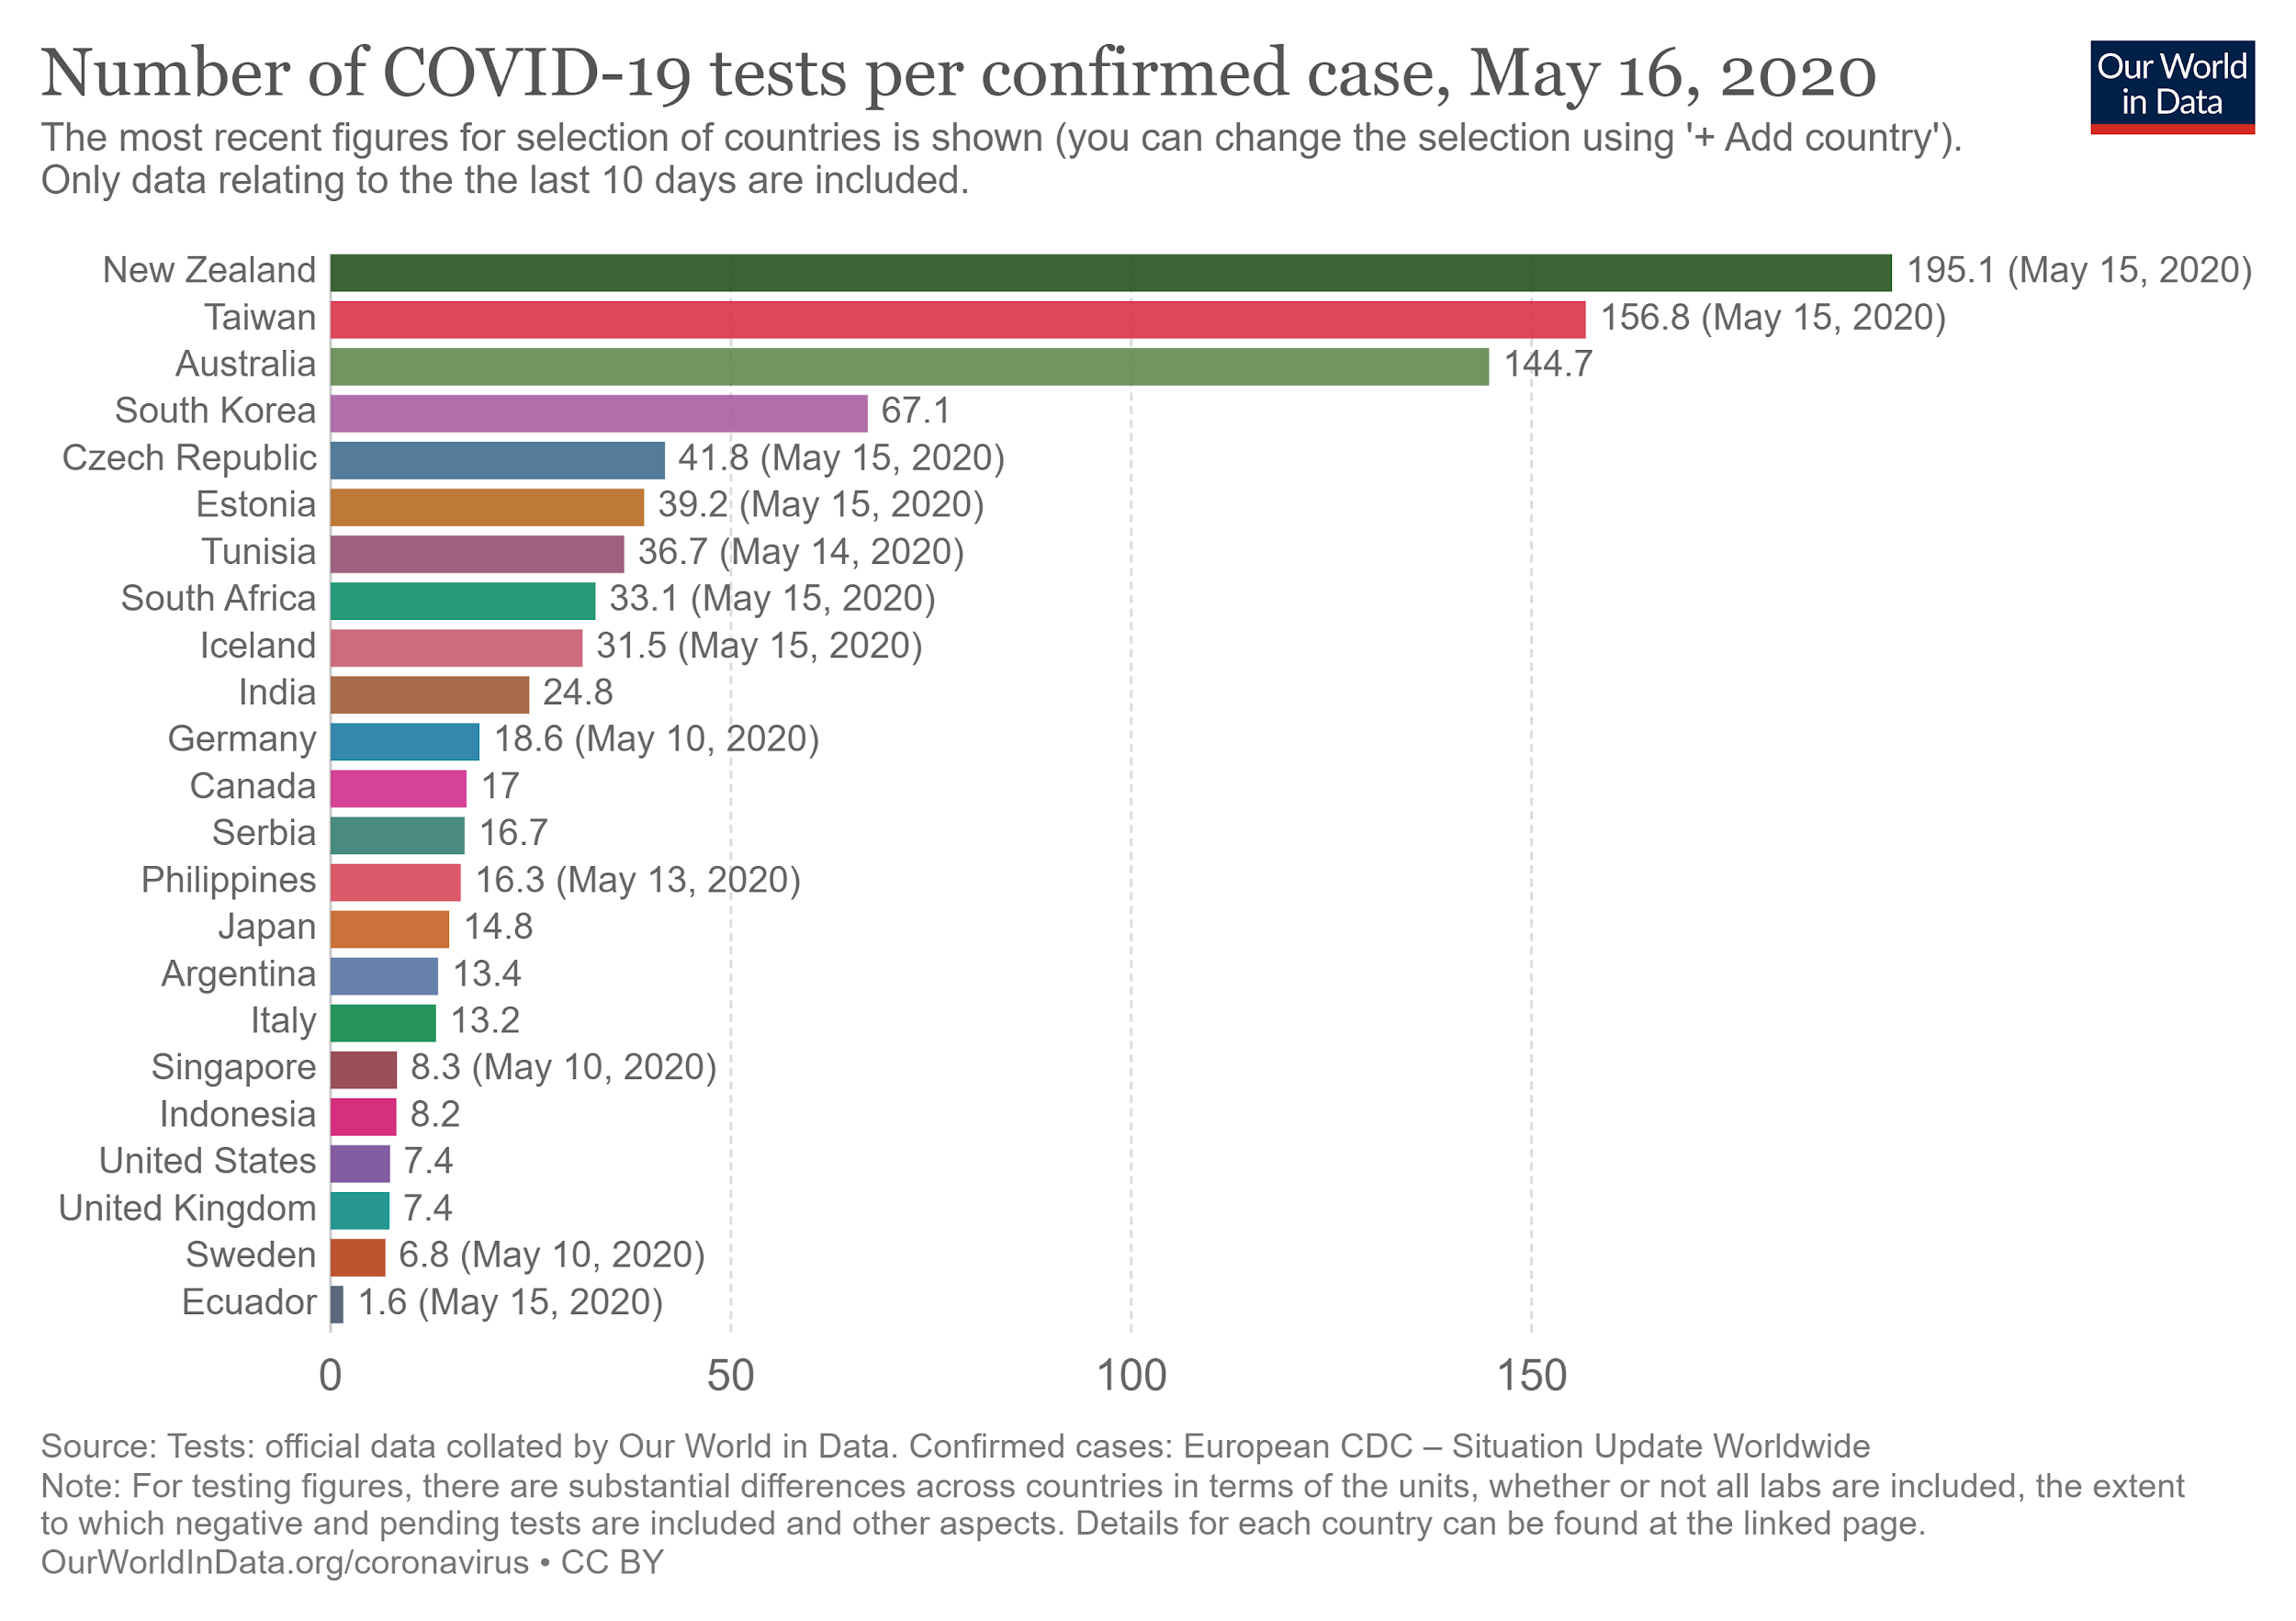 Number of COVID-19 tests per confirmed case, May 16, 2020
Our World
in Data
The most recent figures for selection of countries is shown (you can change the selection using '+ Add country').
Only data relating to the the last 10 days are included.
New Zealand 195.1 (May 15, 2020)
Taiwan 156.8 (May 15, 2020)
Australia 144.7
South Korea 67.1
Czech Republic 41.8 (May 15, 2020)
Estonia 39.2 (May 15, 2020)
Tunisia 36.7 (May 14, 2020)
South Africa 33.1 (May 15, 2020)
Iceland 31.5 (May 15, 2020)
India 24.8
Germany 18.6 (May 10, 2020)
Canada 17
Serbia 16.7
Philippines 16.3 (May 13, 2020)
Japan 14.8
Argentina 13.4
Italy 13.2
Singapore 8.3 (May 10, 2020)
Indonesia 8.2
United States 7.4
United Kingdom 7.4
Sweden 6.8 (May 10, 2020)
Ecuador 1.6 (May 15, 2020)
0 50 100 150
Source: Tests: official data collated by Our World in Data. Confirmed cases: European CDC – Situation Update Worldwide
Note: For testing figures, there are substantial differences across countries in terms of the units, whether or not all labs are included, the extent
to which negative and pending tests are included and other aspects. Details for each country can be found at the linked page.
OurWorldInData.org/coronavirus • CC BY